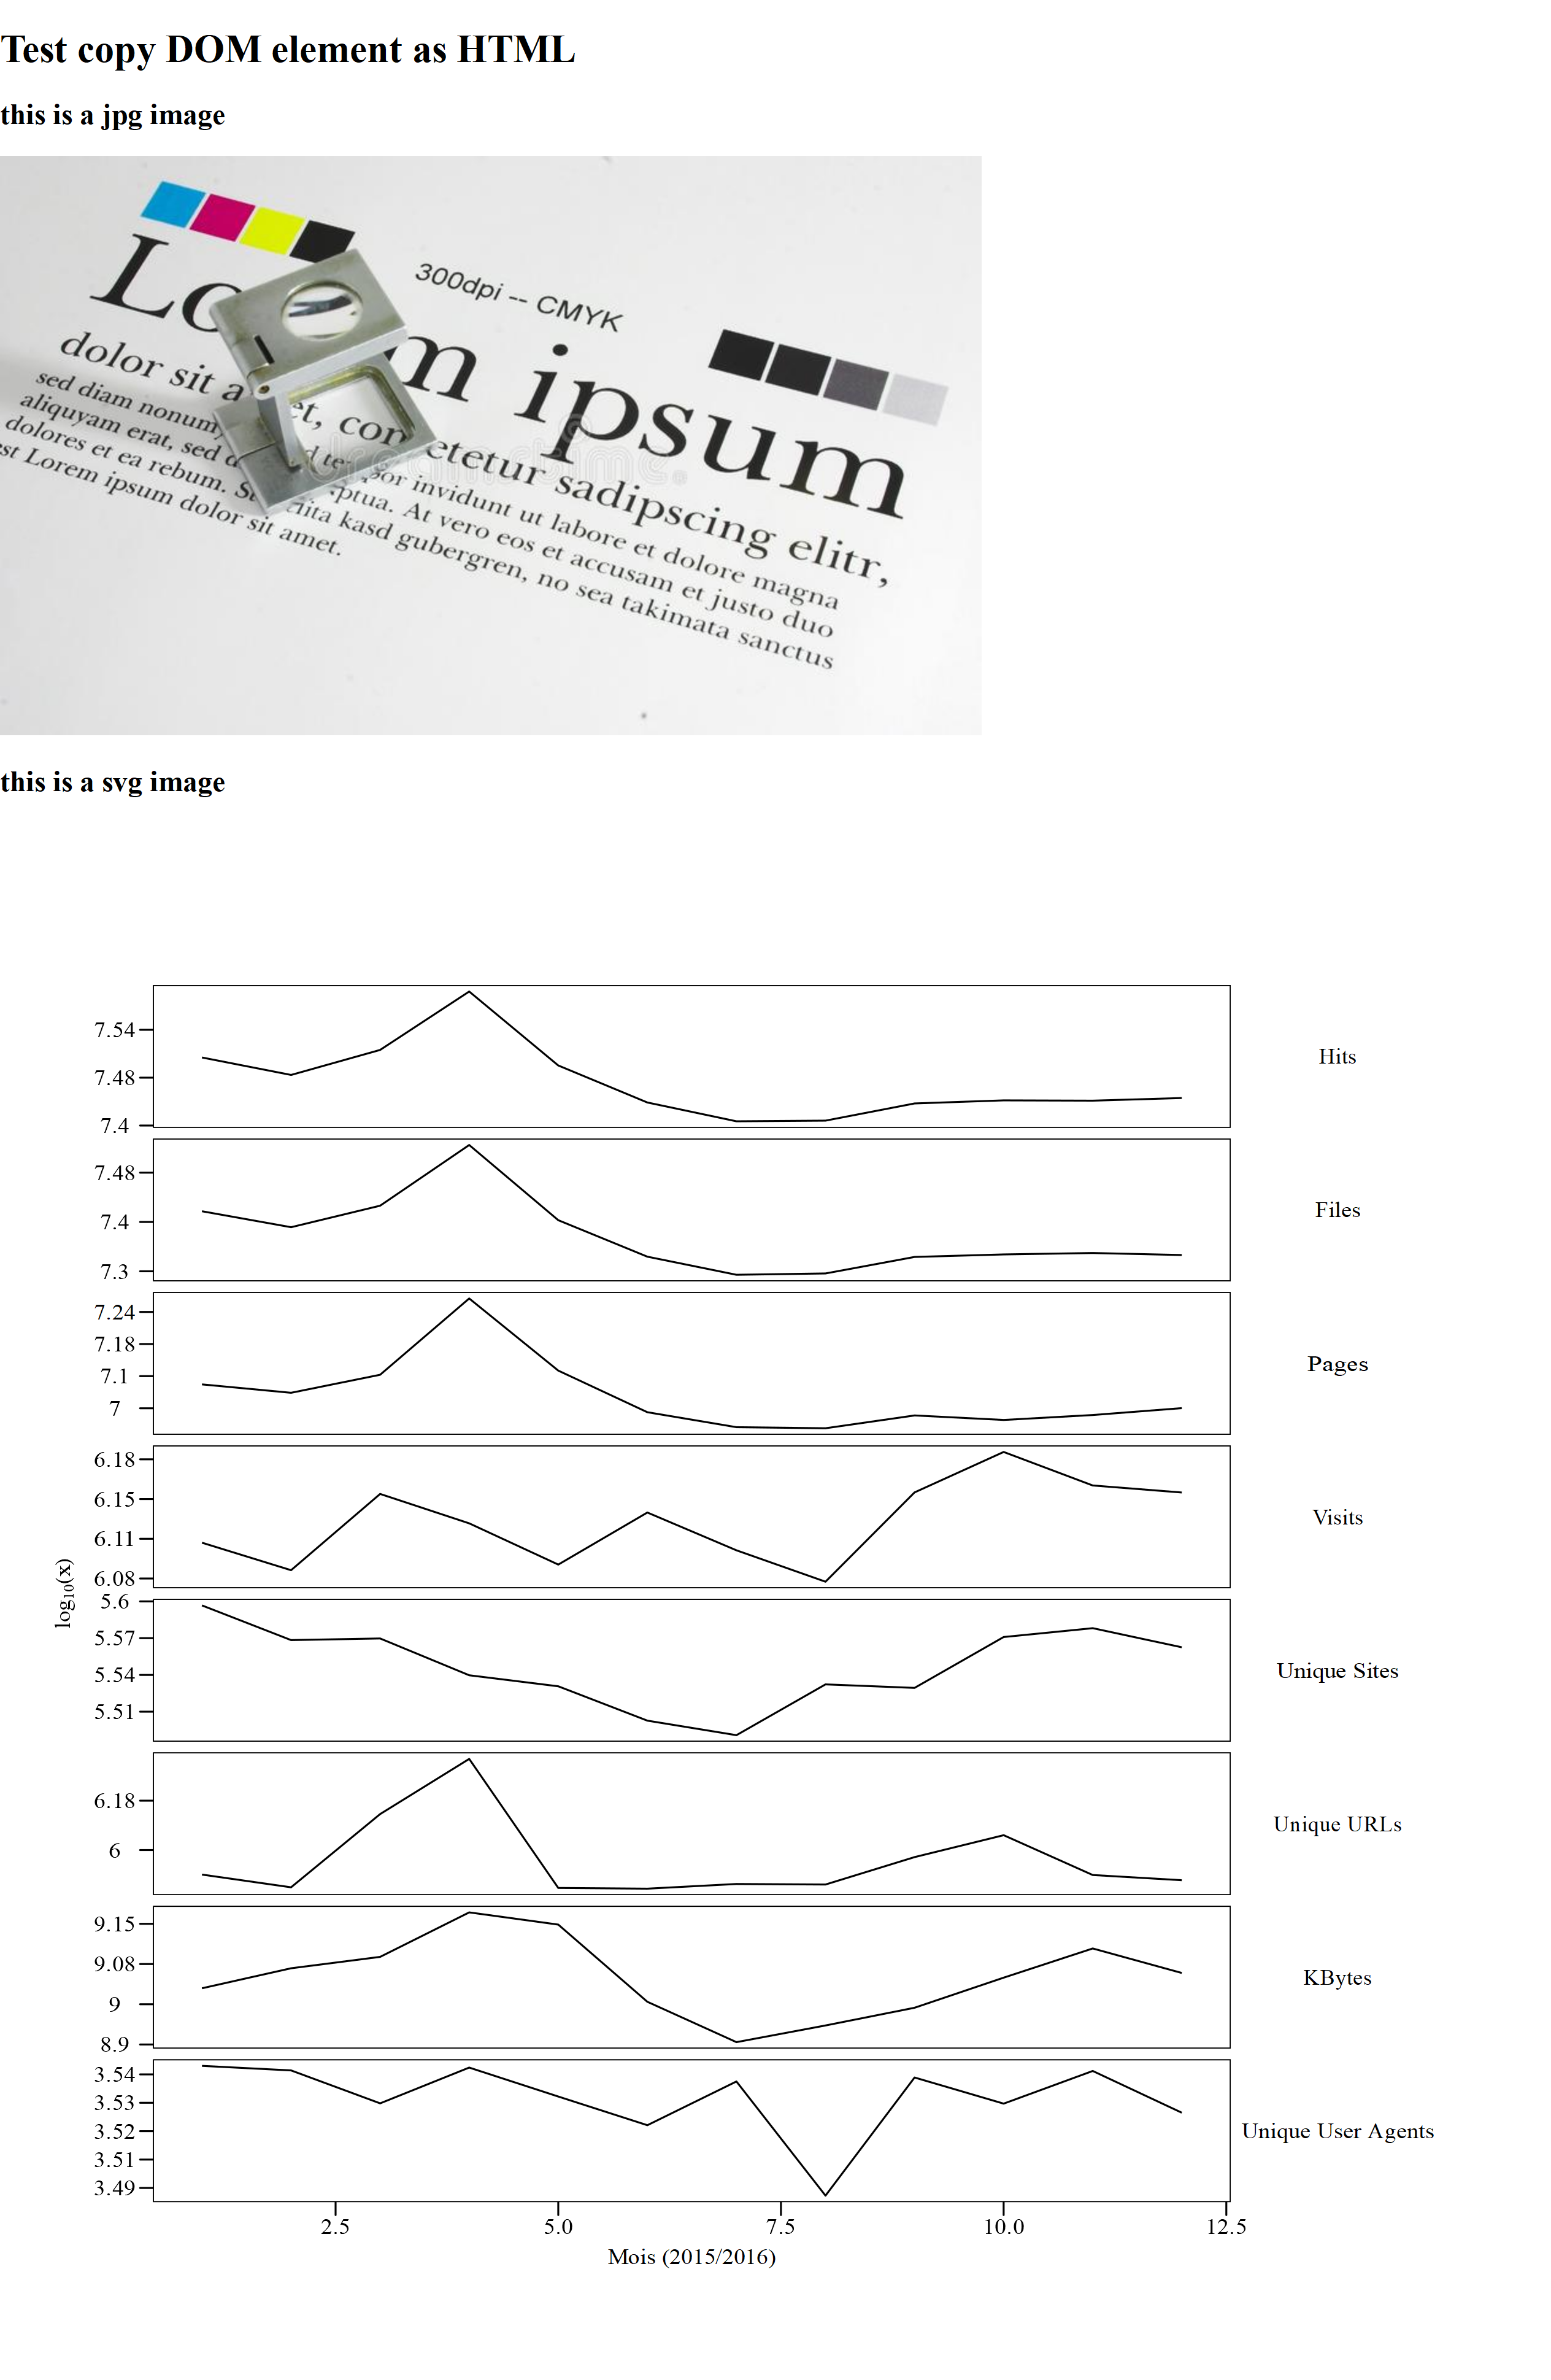 Test copy DOM element as HTML
this is a jpg image
300dpi -- CMYK
m ipsum
dolor sit a et, con etetur sadipscing elitr,
sed diam nonumy d te por invidunt ut labore et dolore magna
aliquyam erat, sed ptua. At vero eos et accusam et justo duo
dolores et ea rebum. kasd gubergren, no sea takimata sanctus
st Lorem ipsum dolor sit amet.
dreamstime.
this is a svg image
7.54
7.48
7.4
Hits
7.48
7.4
7.3
Files
7.24
7.18
7.1
7
Pages
6.18
6.15
6.11
6.08
Visits
log₁₀(x)
5.6
5.57
5.54
5.51
Unique Sites
6.18
6
Unique URLs
9.15
9.08
9
8.9
KBytes
3.54
3.53
3.52
3.51
3.49
Unique User Agents
2.5 5.0 7.5 10.0 12.5
Mois (2015/2016)